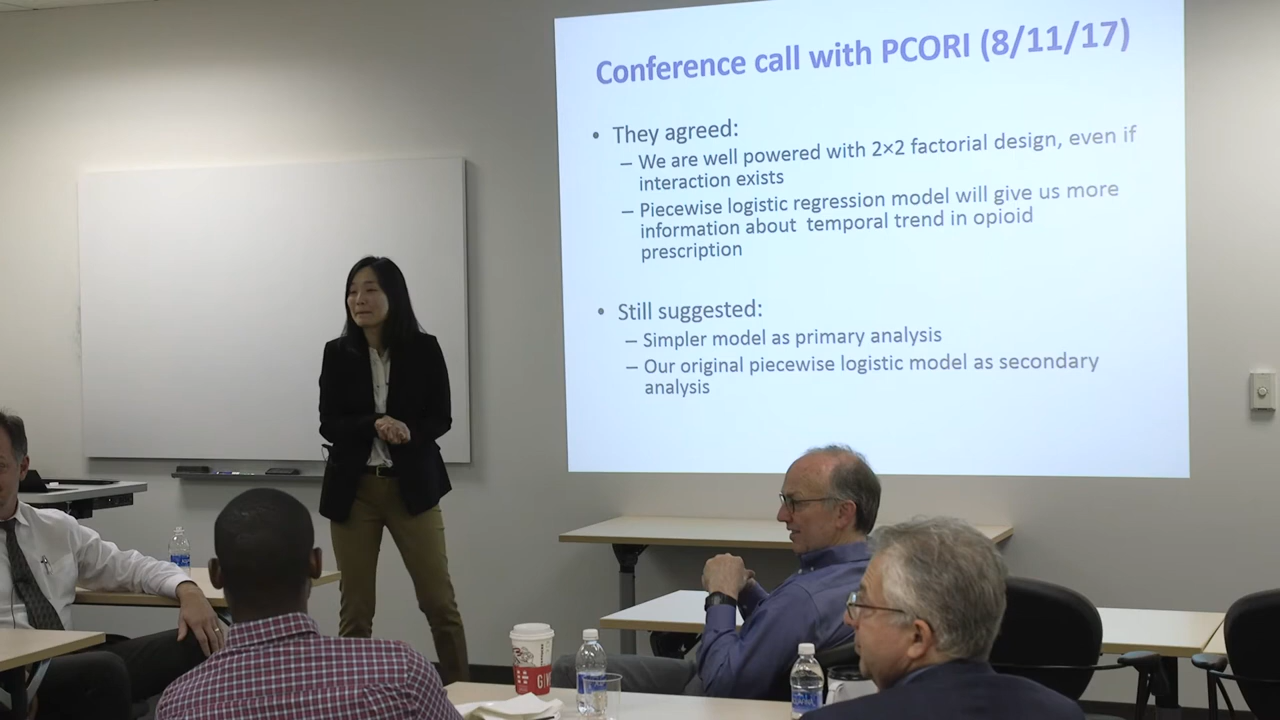 Conference call with PCORI (8/11/17)
• They agreed:
– We are well powered with 2×2 factorial design, even if
interaction exists
– Piecewise logistic regression model will give us more
information about temporal trend in opioid
prescription
• Still suggested:
– Simpler model as primary analysis
– Our original piecewise logistic model as secondary
analysis